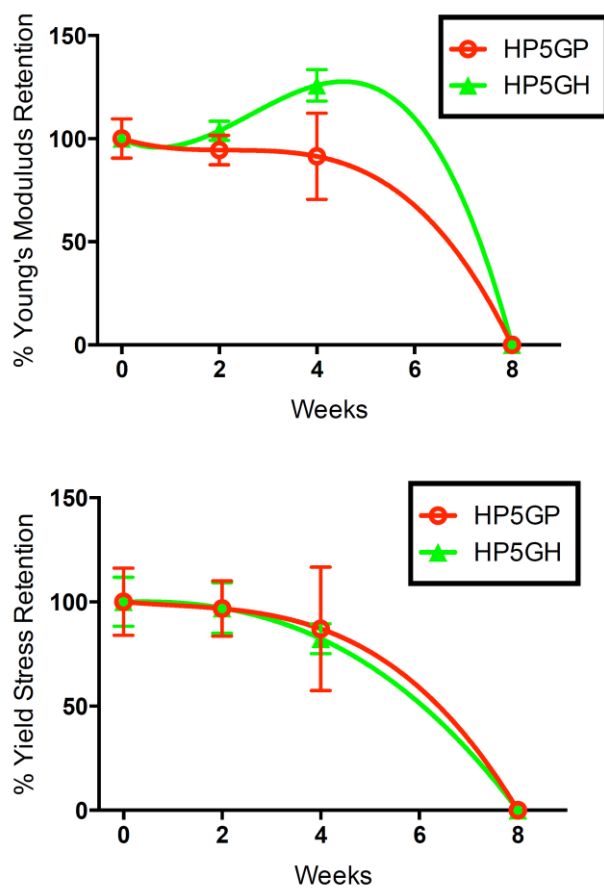 150
100
50
0
% Young's Moduluds Retention
0 2 4 6 8
Weeks
HP5GP
HP5GH
150
100
50
0
% Yield Stress Retention
0 2 4 6 8
Weeks
HP5GP
HP5GH